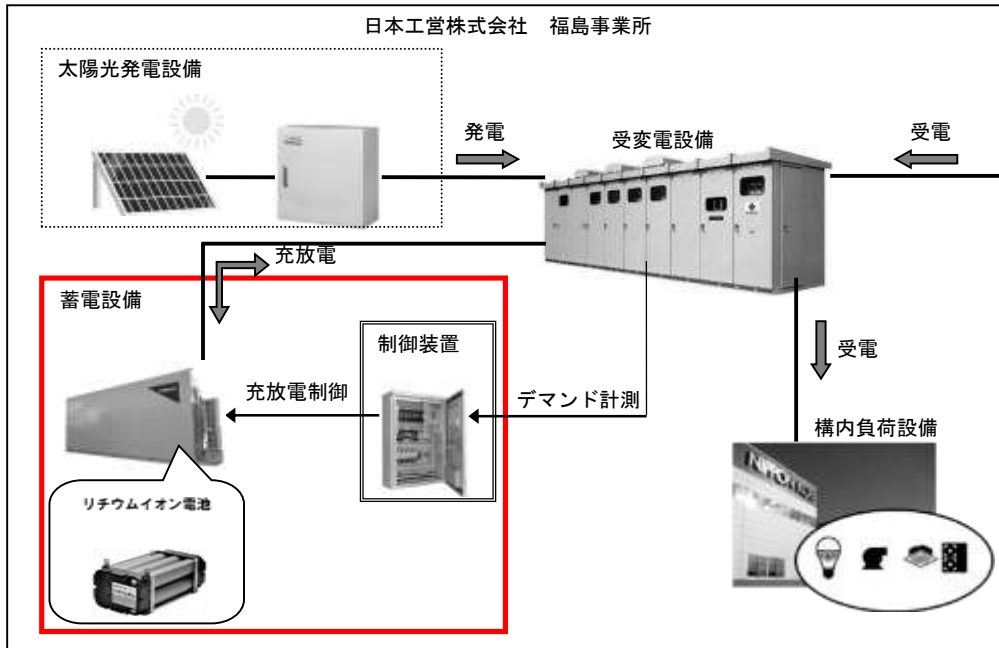 日本工営株式会社　福島事業所
太陽光発電設備
発電
受変電設備
受電
充放電
蓄電設備
制御装置
受電
充放電制御
デマンド計測
構内負荷設備
リチウムイオン電池